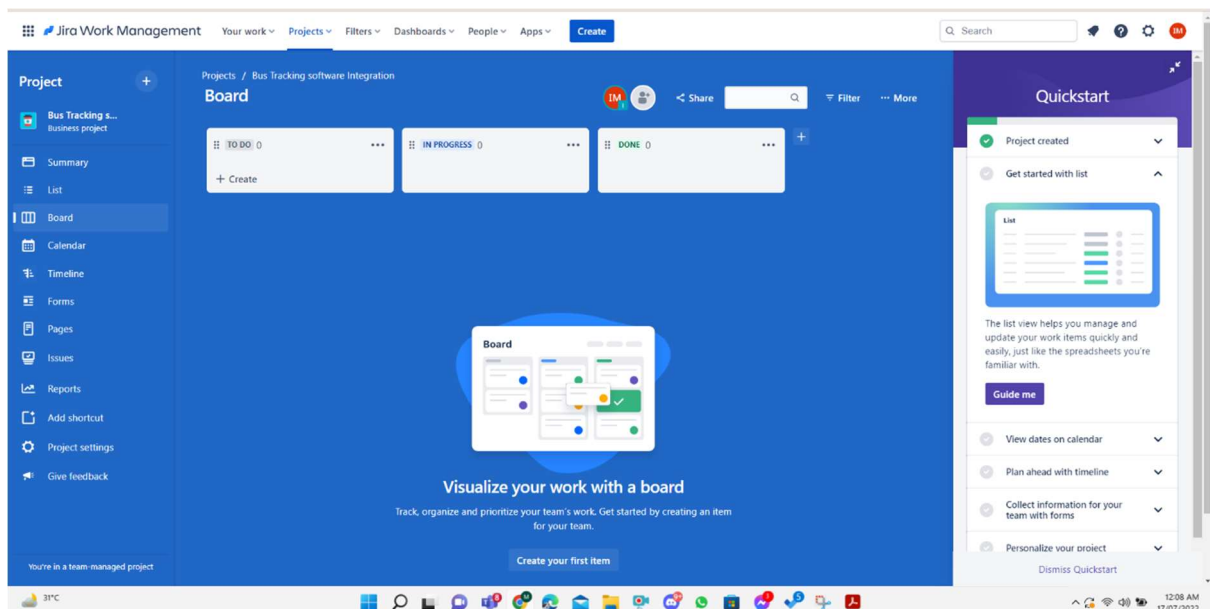 Jira Work Management
Your work
Projects
Filters
Dashboards
People
Apps
Create
Search
IM
Project
Bus Tracking s...
Business project
Summary
List
Board
Calendar
Timeline
Forms
Pages
Issues
Reports
Add shortcut
Project settings
Give feedback
You're in a team-managed project
Projects / Bus Tracking software Integration
Board
IM
Share
Filter
More
TO DO 0
IN PROGRESS 0
DONE 0
+ Create
Board
Visualize your work with a board
Track, organize and prioritize your team's work. Get started by creating an item
for your team.
Create your first item
Quickstart
Project created
Get started with list
List
The list view helps you manage and
update your work items quickly and
easily, just like the spreadsheets you're
familiar with.
Guide me
View dates on calendar
Plan ahead with timeline
Collect information for your
team with forms
Personalize your project
Dismiss Quickstart
31°C
12:08 AM
17/07/2022